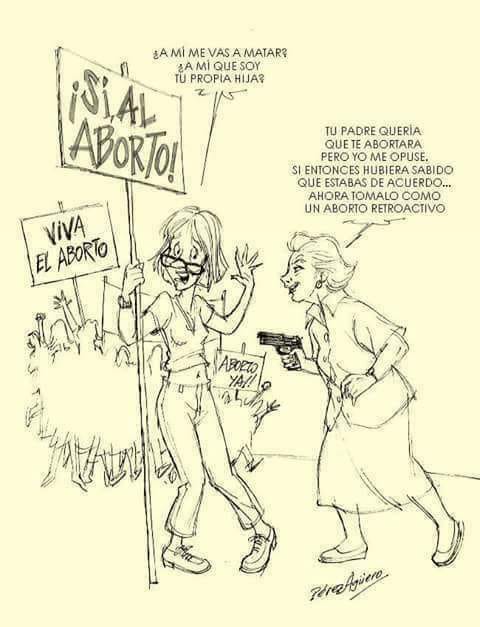 ¿A MÍ ME VAS A MATAR?
¿A MÍ QUE SOY
TU PROPIA HIJA?
¡SI, AL
ABORTO!
TU PADRE QUERÍA
QUE TE ABORTARA
PERO YO ME OPUSE,
SI ENTONCES HUBIERA SABIDO
QUE ESTABAS DE ACUERDO...
AHORA TOMALO COMO
UN ABORTO RETROACTIVO
VIVA
EL ABORTO
ABORTO
YA!!
PérezAgüero